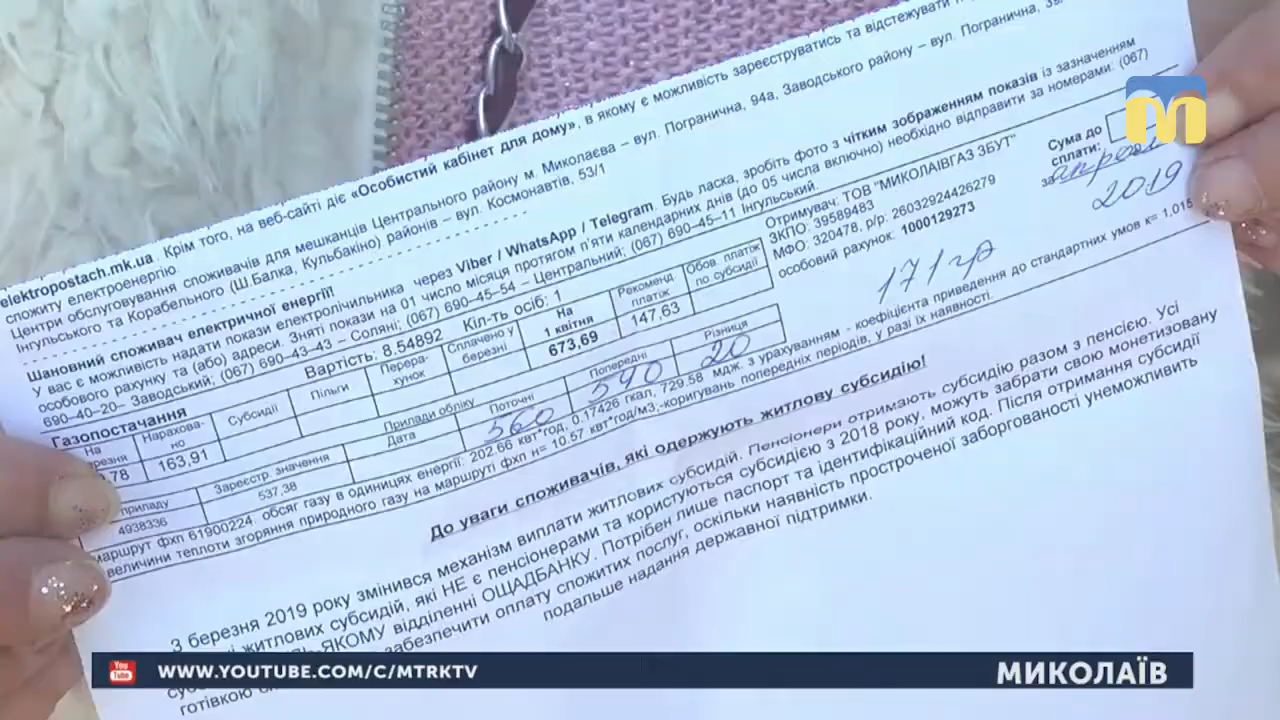 elektropostach.mk.ua. Крім того, на веб-сайті діє «Особистий кабінет для дому», в якому є можливість зареєструватись та відстежувати
спожиту електроенергію.
Центри обслуговування споживачів для мешканців Центрального району м. Миколаєва – вул. Погранична, 94а, Заводського району – вул. Погранична,
Інгульського та Корабельного (Ш.Балка, Кульбакіно) районів – вул. Космонавтів, 53/1
Шановний споживач електричної енергії!
У вас є можливість надати покази електролічильника через Viber / WhatsApp / Telegram. Будь ласка, зробіть фото з чітким зображенням показів із зазначенням
особового рахунку та (або) адреси. Зняті покази на 01 число місяця протягом п'яти календарних днів (до 05 числа включно) необхідно відправити за номерами: (067)
690–40–20– Заводський; (067) 690–43–43 – Соляні; (067) 690–45–54 – Центральний; (067) 690–45–11 Інгульський.
Газопостачання Вартість: 8,54892 Кіл-ть осіб: 1
На Нарахова-но Субсидії Пільги Перера-хунок Сплачено у березні На 1 квітня Рекоменд. платіж Обов. платіж по субсидії
163,91 673,69 147,63
Отримувач: ТОВ "МИКОЛАЇВГАЗ ЗБУТ"
ЗКПО: 39589483
МФО: 320478, р/р: 26032924426279
особовий рахунок: 1000129273
Сума до
сплати:
за апрель
2019
171 гр
Прилади обліку
приладу Зареєстр. значення Дата Поточні Попередні Різниця
4938336 537,38 560 590 20
маршрут фхп 61900224, обсяг газу в одиницях енергії: 202.66 квт*год, 0.17426 гкал, 729.58 мдж. з урахуванням - коефіцієнта приведення до стандартних умов к= 1.015
величини теплоти згоряння природного газу на маршруті фхп н= 10.57 квт*год/м3;-коригувань попередніх періодів, у разі їх наявності.
До уваги споживачів, які одержують житлову субсидію!
З березня 2019 року змінився механізм виплати житлових субсидій. Пенсіонери отримають субсидію разом з пенсією. Усі
житлових субсидій, які НЕ є пенсіонерами та користуються субсидією з 2018 року, можуть забрати свою монетизовану
ЯКОМУ відділенні ОЩАДБАНКУ. Потрібен лише паспорт та ідентифікаційний код. Після отримання субсидії
готівкою забезпечити оплату спожитих послуг, оскільки наявність простроченої заборгованості унеможливить
подальше надання державної підтримки.
WWW.YOUTUBE.COM/C/MTRKTV
МИКОЛАЇВ